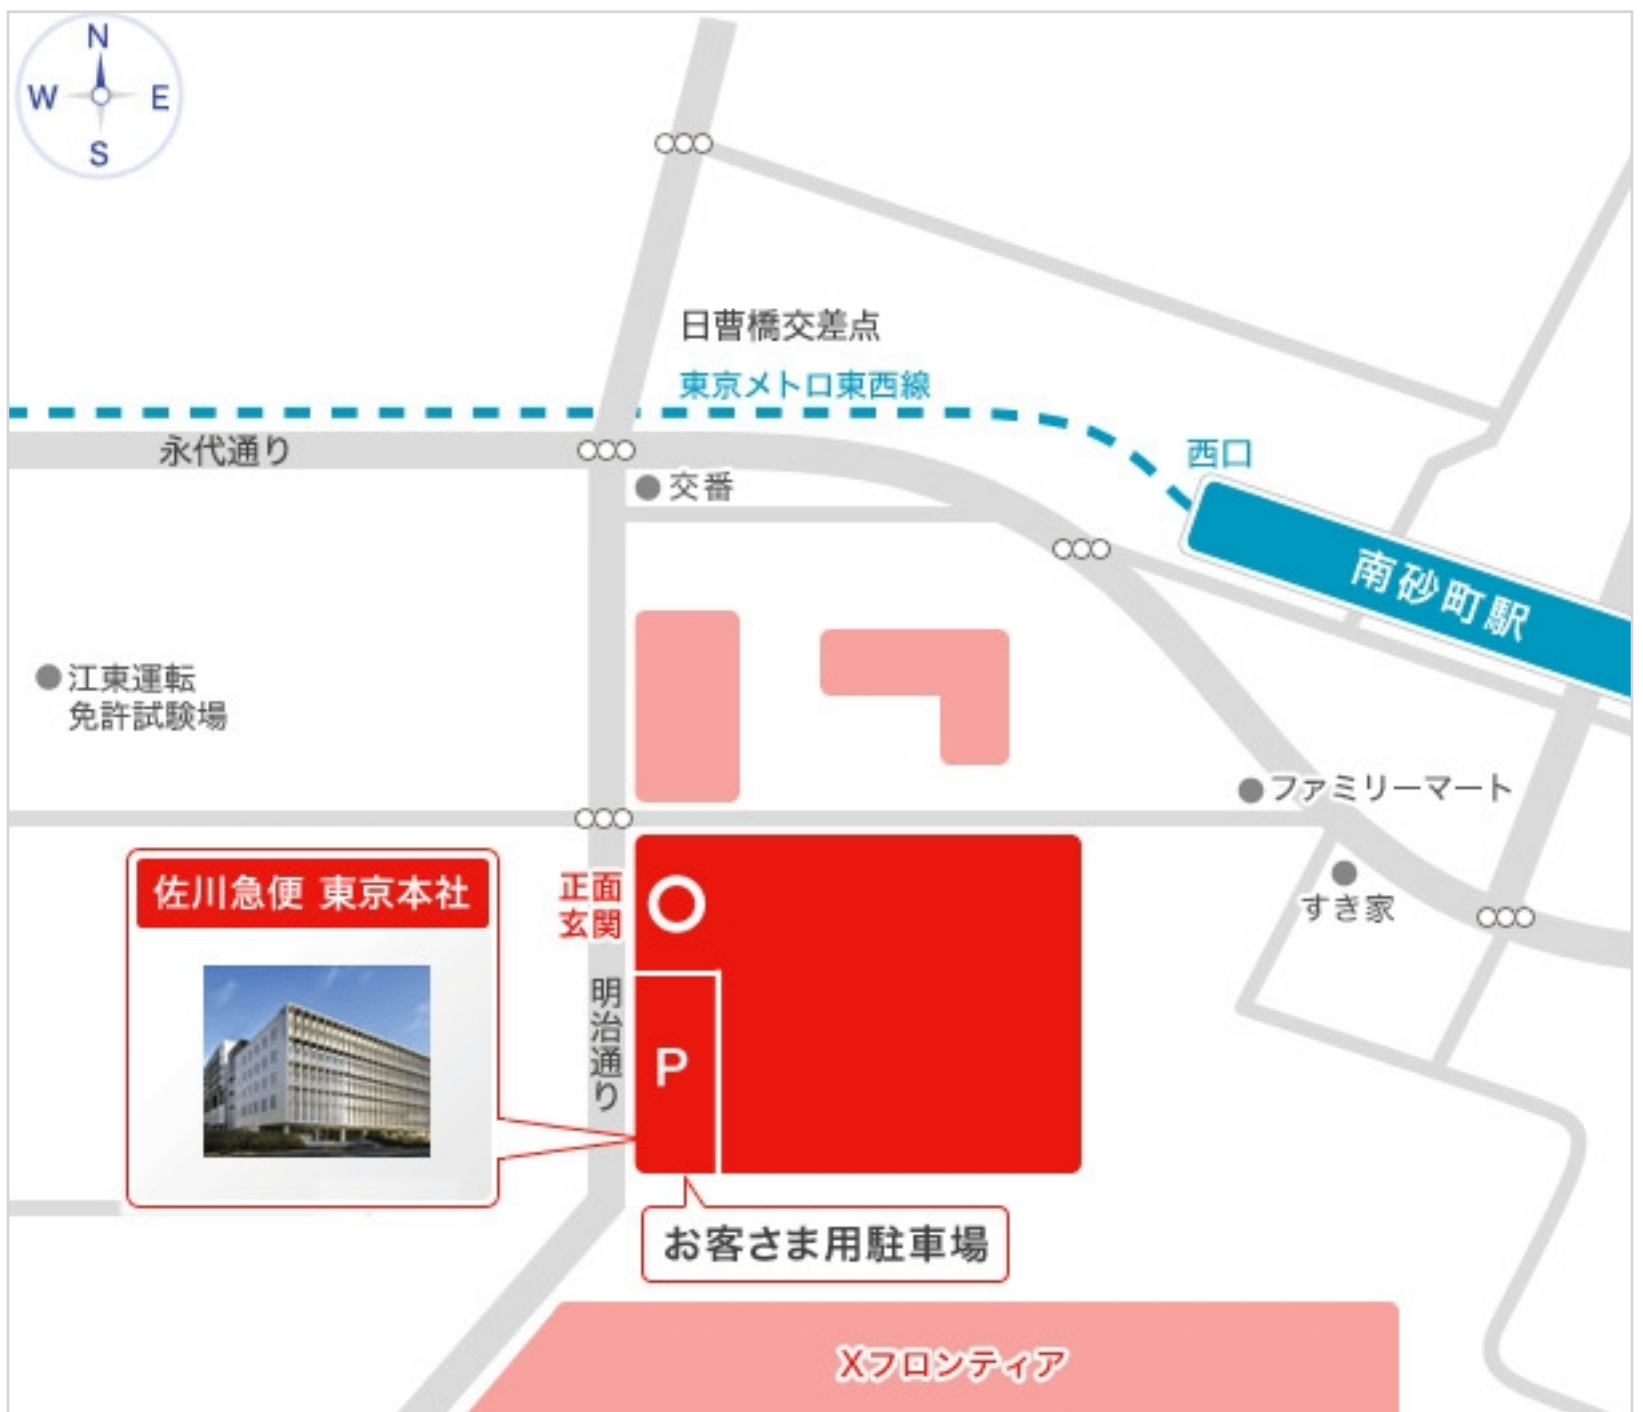 N
W E
S
日曹橋交差点
東京メトロ東西線
永代通り
西口
交番
南砂町駅
江東運転
免許試験場
ファミリーマート
佐川急便 東京本社
正面
玄関
すき家
明治通り
P
お客さま用駐車場
Xフロンティア